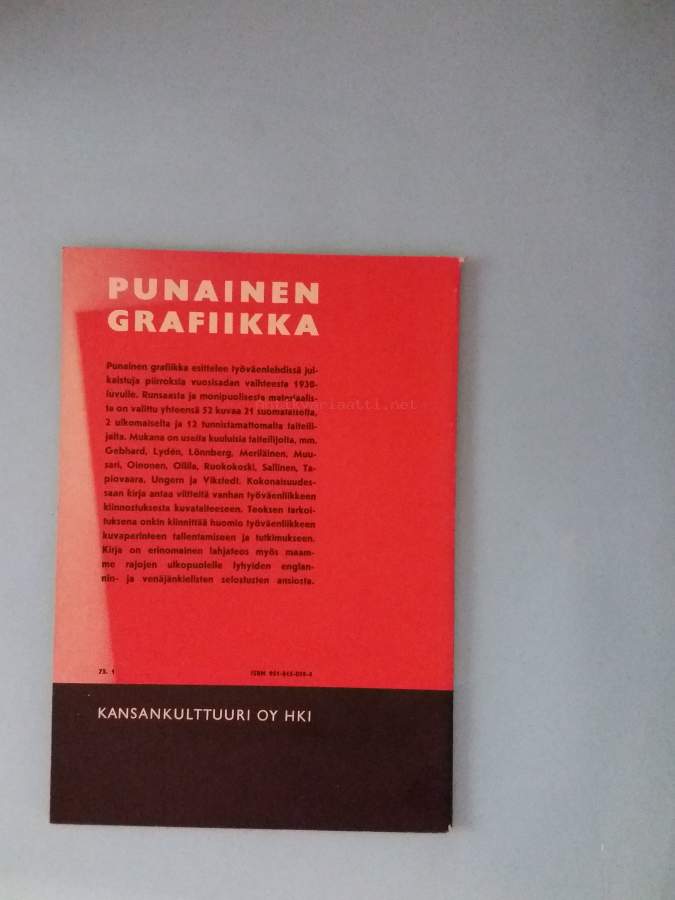 PUNAINEN
GRAFIIKKA
Punainen grafiikka esittelee työväenlehdissä jul-
kaistuja piirroksia vuosisadan vaihteesta 1930-
luvulle. Runsaasta ja monipuolisesta materiaalis-
ta on valittu yhteensä 52 kuvaa 21 suomalaiselta,
2 ulkomaiselta ja 12 tunnistamattomalta taiteili-
jalta. Mukana on useita kuuluisia taiteilijoita, mm.
Gebhard, Lydén, Lönnberg, Meriläinen, Muu-
sari, Oinonen, Ollila, Ruokokoski, Sallinen, Ta-
piovaara, Ungern ja Vikstedt. Kokonaisuudes-
saan kirja antaa viitteitä vanhan työväenliikkeen
kiinnostuksesta kuvataiteeseen. Teoksen tarkoi-
tuksena onkin kiinnittää huomio työväenliikkeen
kuvaperinteen tallentamiseen ja tutkimukseen.
Kirja on erinomainen lahjateos myös maam-
me rajojen ulkopuolelle lyhyiden englan-
nin- ja venäjänkielisten selostusten ansiosta.
75. 1
ISBN
KANSANKULTTUURI OY HKI